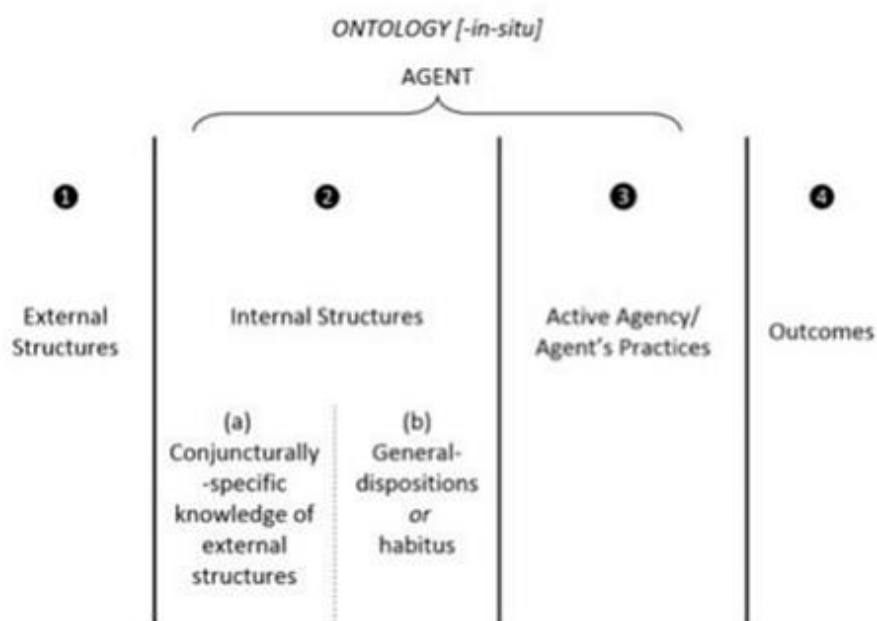 ONTOLOGY [-in-situ]
AGENT
❶
❷
❸
❹
External
Structures
Internal Structures
Active Agency/
Agent's Practices
Outcomes
(a)
Conjuncturally
-specific
knowledge of
external
structures
(b)
General-
dispositions
or
habitus